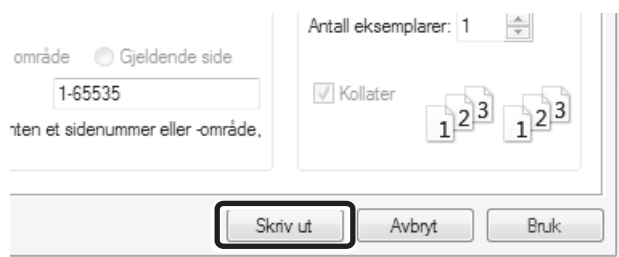 Antall eksemplarer: 1
område Gjeldende side
1-65535
Kollater
1 2 3 1 2 3
nten et sidenummer eller -område,
Skriv ut Avbryt Bruk